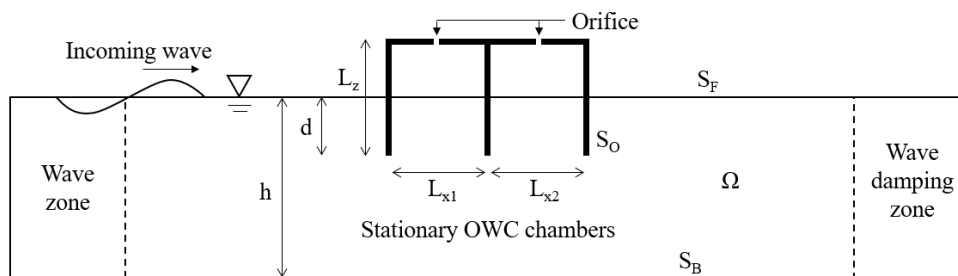 Orifice
Incoming wave
L_z
S_F
d
S_O
Wave
zone
h
L_x1
L_x2
Ω
Wave
damping
zone
Stationary OWC chambers
S_B